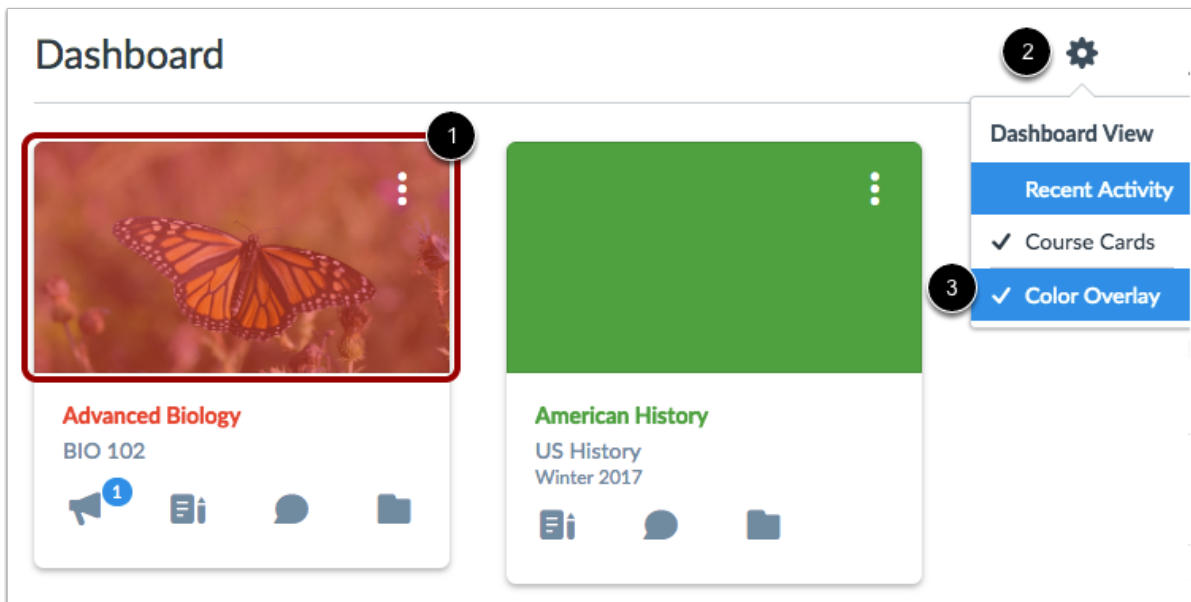 Dashboard
2
1
Dashboard View
Recent Activity
Course Cards
3
Color Overlay
Advanced Biology
BIO 102
1
American History
US History
Winter 2017